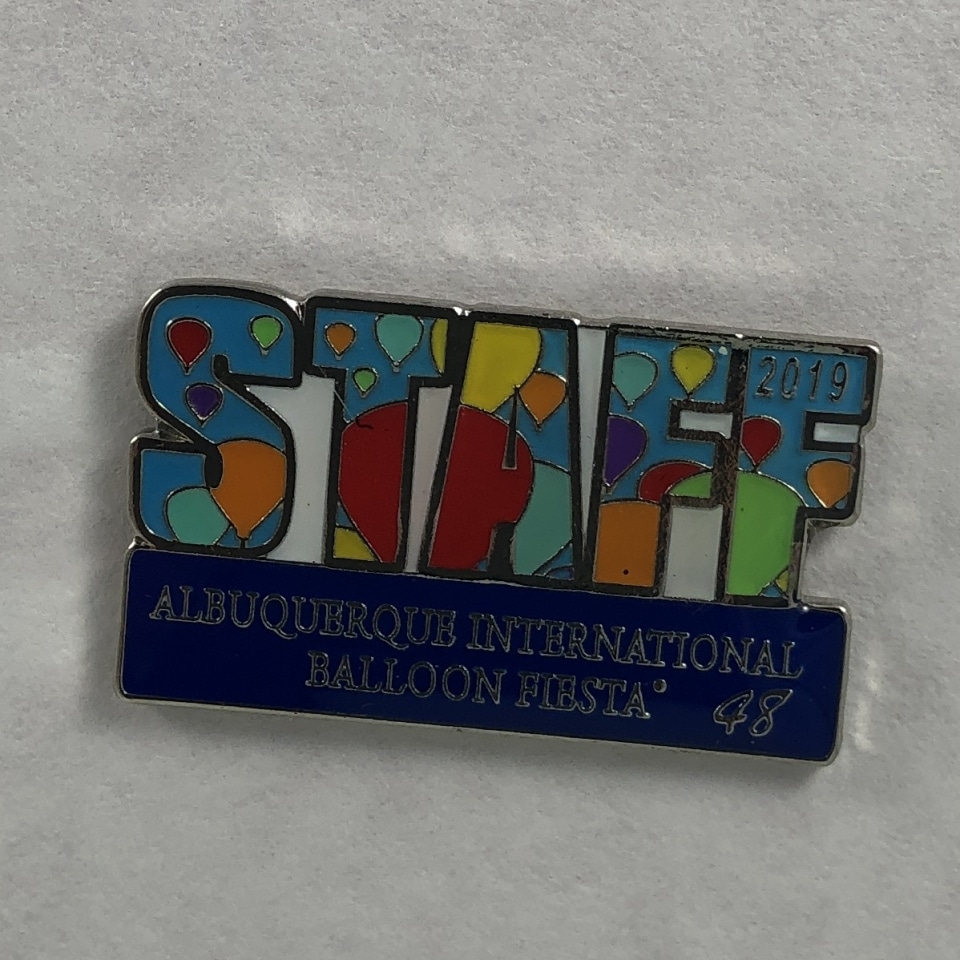 STAFF
2019
ALBUQUERQUE INTERNATIONAL
BALLOON FIESTA®
48